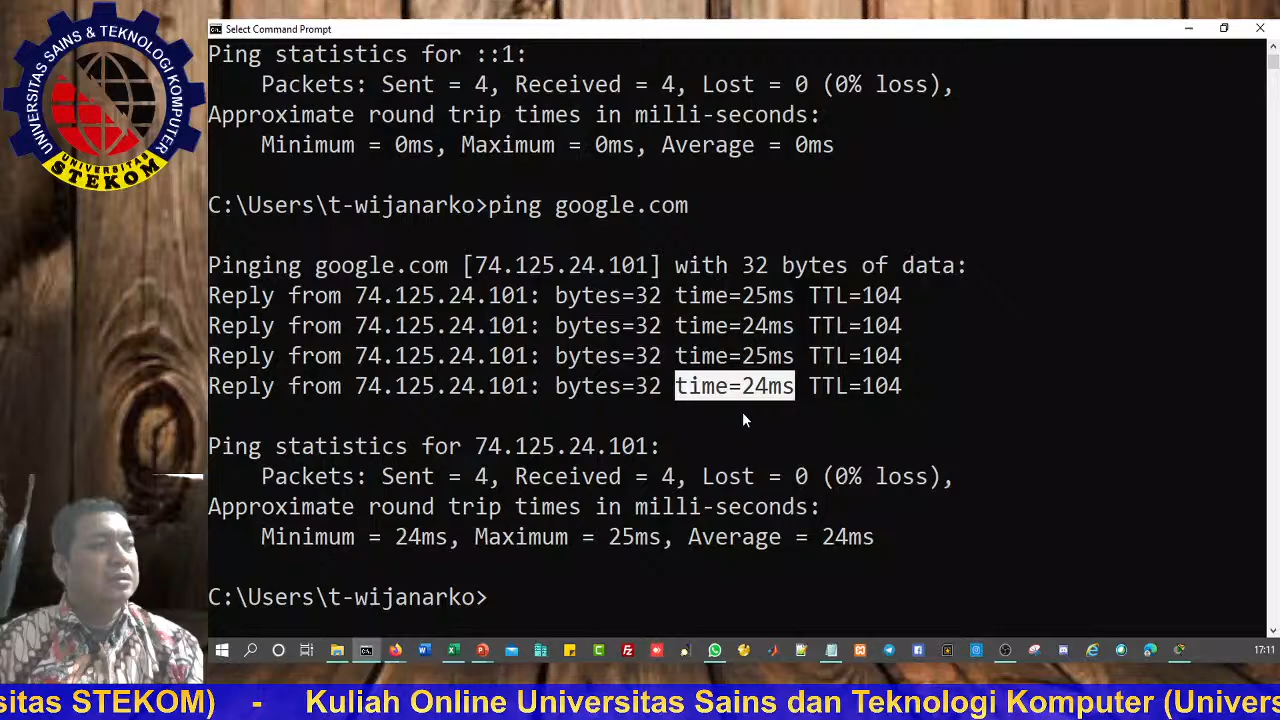 UNIVERSITAS SAINS & TEKNOLOGI KOMPUTER
UNIVERSITAS
STEKOM
Select Command Prompt
Ping statistics for ::1:
Packets: Sent = 4, Received = 4, Lost = 0 (0% loss),
Approximate round trip times in milli-seconds:
Minimum = 0ms, Maximum = 0ms, Average = 0ms
C:\Users\t-wijanarko>ping google.com
Pinging google.com [74.125.24.101] with 32 bytes of data:
Reply from 74.125.24.101: bytes=32 time=25ms TTL=104
Reply from 74.125.24.101: bytes=32 time=24ms TTL=104
Reply from 74.125.24.101: bytes=32 time=25ms TTL=104
Reply from 74.125.24.101: bytes=32 time=24ms TTL=104
Ping statistics for 74.125.24.101:
Packets: Sent = 4, Received = 4, Lost = 0 (0% loss),
Approximate round trip times in milli-seconds:
Minimum = 24ms, Maximum = 25ms, Average = 24ms
C:\Users\t-wijanarko>
17:11
sitas STEKOM) - Kuliah Online Universitas Sains dan Teknologi Komputer (Univers